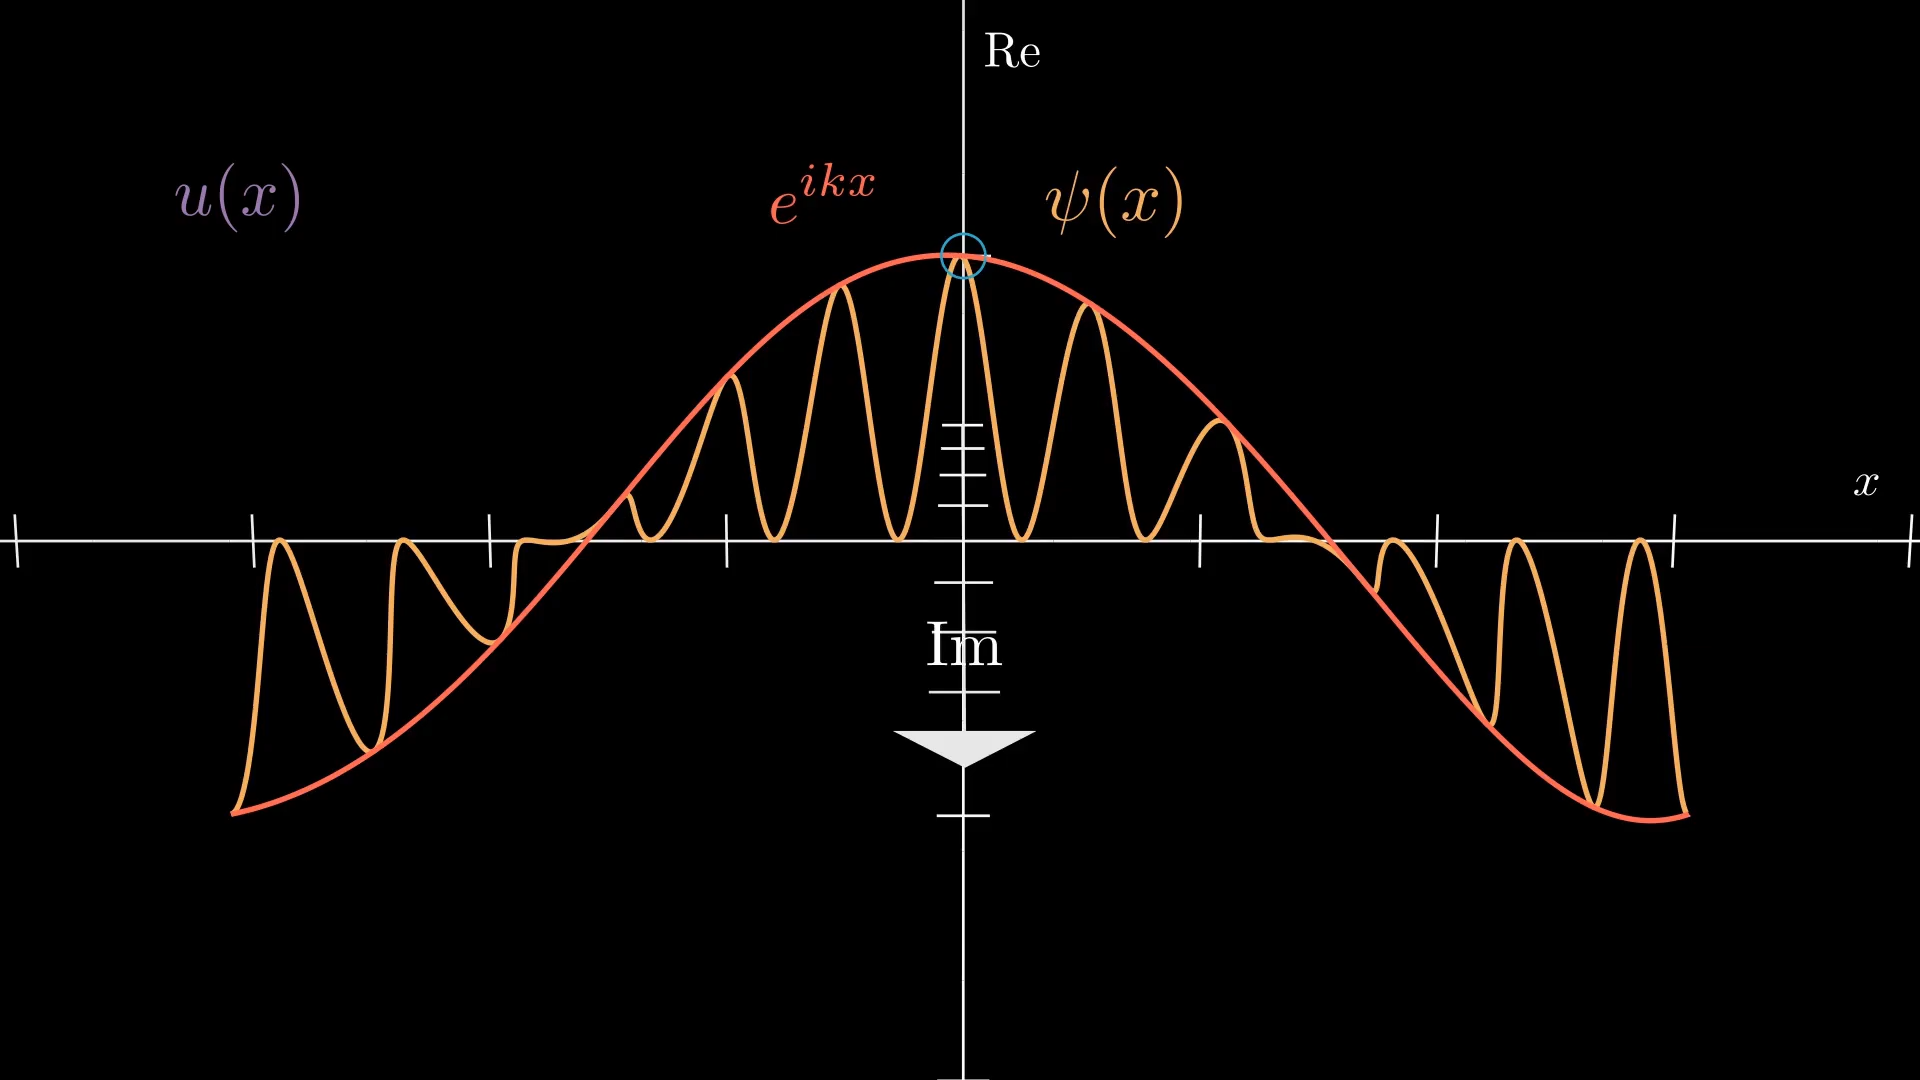 Re
u(x)
e^{ikx}
ψ(x)
x
Im